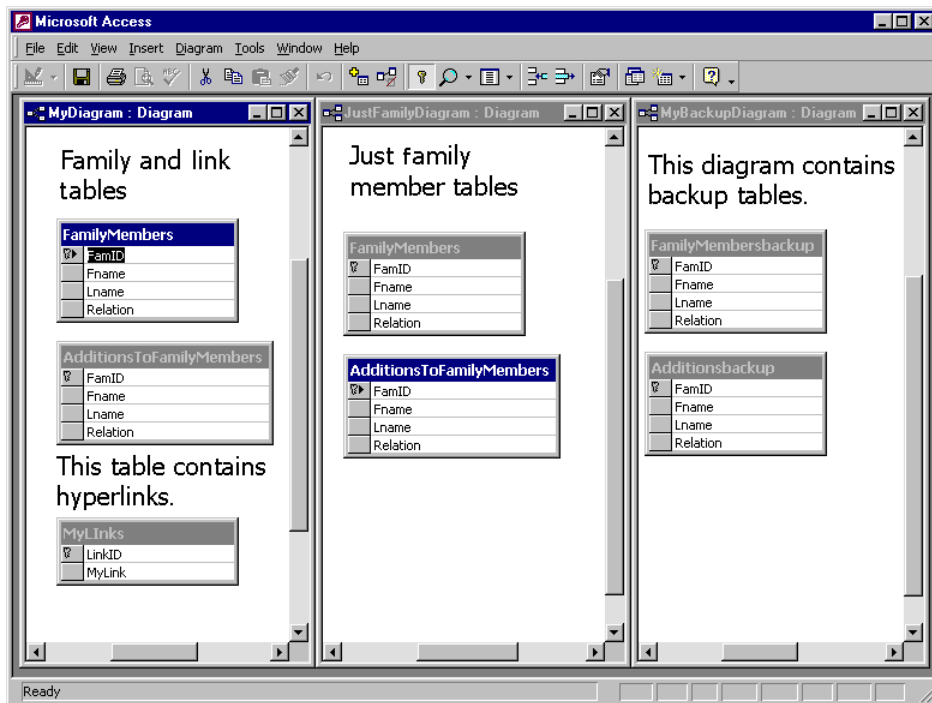 Microsoft Access
File Edit View Insert Diagram Tools Window Help
MyDiagram : Diagram
Family and link
tables
FamilyMembers
FamID
Fname
Lname
Relation
AdditionsToFamilyMembers
FamID
Fname
Lname
Relation
This table contains
hyperlinks.
MyLInks
LinkID
MyLink
JustFamilyDiagram : Diagram
Just family
member tables
FamilyMembers
FamID
Fname
Lname
Relation
AdditionsToFamilyMembers
FamID
Fname
Lname
Relation
MyBackupDiagram : Diagram
This diagram contains
backup tables.
FamilyMembersbackup
FamID
Fname
Lname
Relation
Additionsbackup
FamID
Fname
Lname
Relation
Ready